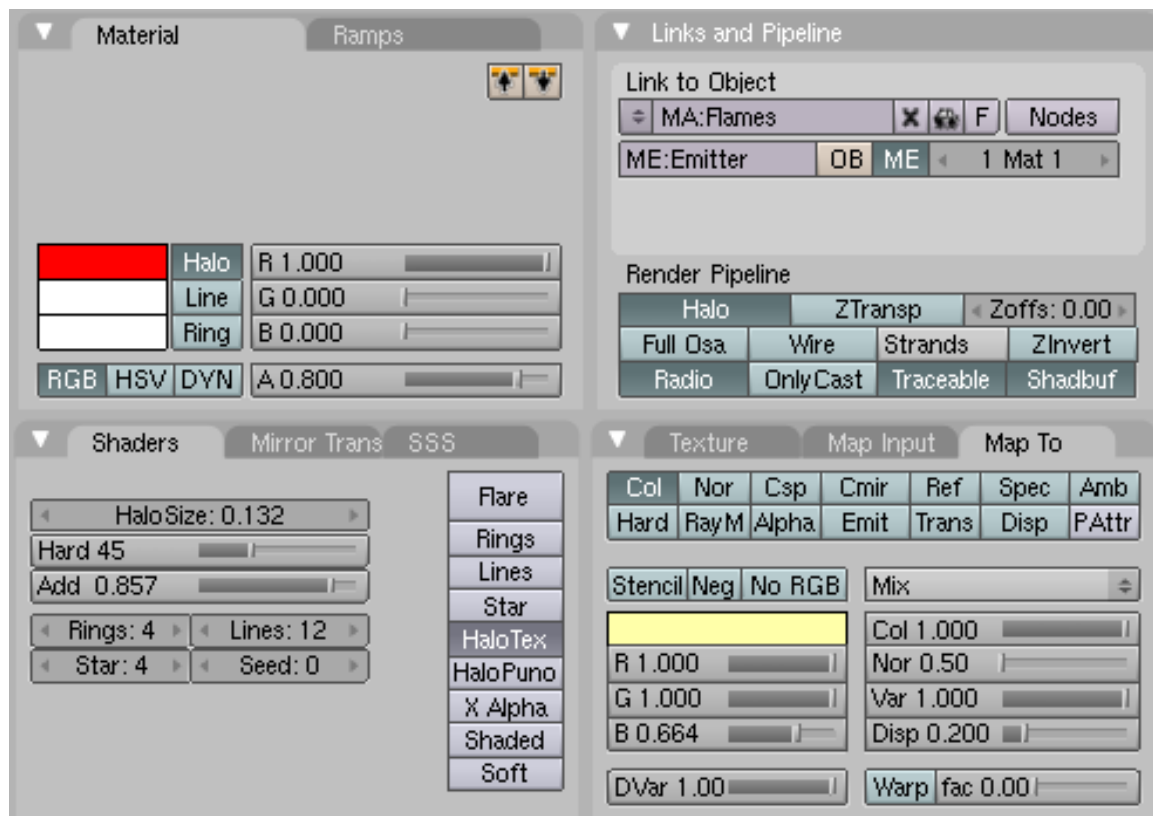 Material Ramps
Halo R 1.000
Line G 0.000
Ring B 0.000
RGB HSV DYN A 0.800
Links and Pipeline
Link to Object
MA:Flames F Nodes
ME:Emitter OB ME 1 Mat 1
Render Pipeline
Halo ZTransp Zoffs: 0.00
Full Osa Wire Strands ZInvert
Radio OnlyCast Traceable Shadbuf
Shaders Mirror Trans SSS
HaloSize: 0.132
Hard 45
Add 0.857
Rings: 4 Lines: 12
Star: 4 Seed: 0
Flare
Rings
Lines
Star
HaloTex
HaloPuno
X Alpha
Shaded
Soft
Texture Map Input Map To
Col Nor Csp Cmir Ref Spec Amb
Hard RayM Alpha Emit Trans Disp PAttr
Stencil Neg No RGB Mix
Col 1.000
R 1.000 Nor 0.50
G 1.000 Var 1.000
B 0.664 Disp 0.200
DVar 1.00 Warp fac 0.00